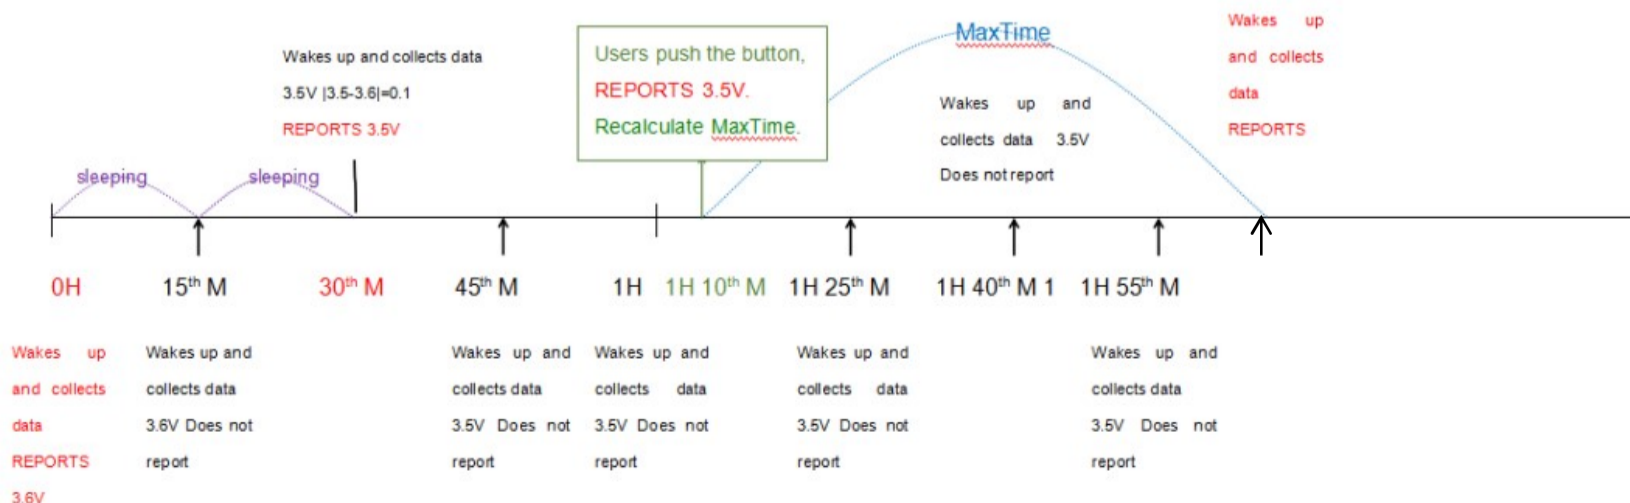 Wakes up and collects data
3.5V |3.5-3.6|=0.1
REPORTS 3.5V
Users push the button,
REPORTS 3.5V.
Recalculate MaxTime.
MaxTime
Wakes up and
collects data 3.5V
Does not report
Wakes up
and collects
data
REPORTS
sleeping
sleeping
0H
15th M
30th M
45th M
1H
1H 10th M
1H 25th M
1H 40th M 1
1H 55th M
Wakes up
and collects
data
REPORTS
3.6V
Wakes up and
collects data
3.6V Does not
report
Wakes up and
collects data
3.5V Does not
report
Wakes up and
collects data
3.5V Does not
report
Wakes up and
collects data
3.5V Does not
report
Wakes up and
collects data
3.5V Does not
report